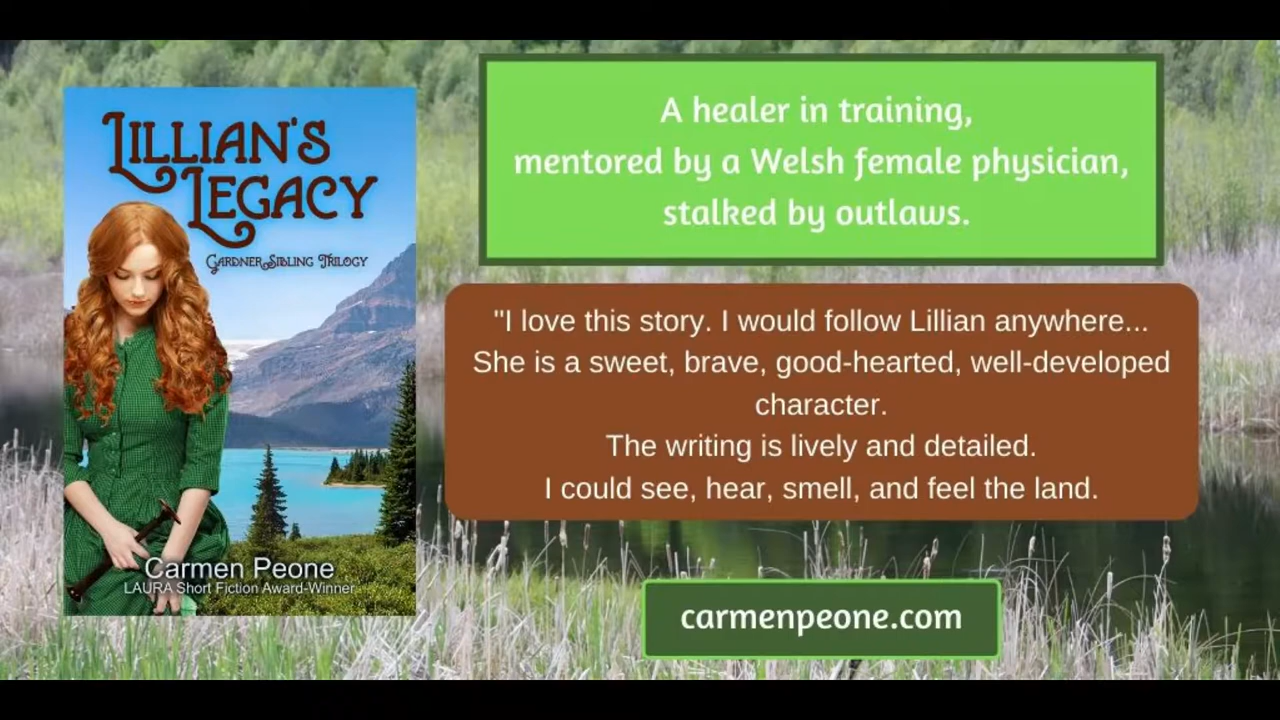 LILLIAN'S
LEGACY
GARDNER SIBLING TRILOGY
Carmen Peone
LAURA Short Fiction Award-Winner
A healer in training,
mentored by a Welsh female physician,
stalked by outlaws.
"I love this story. I would follow Lillian anywhere...
She is a sweet, brave, good-hearted, well-developed
character.
The writing is lively and detailed.
I could see, hear, smell, and feel the land.
carmenpeone.com